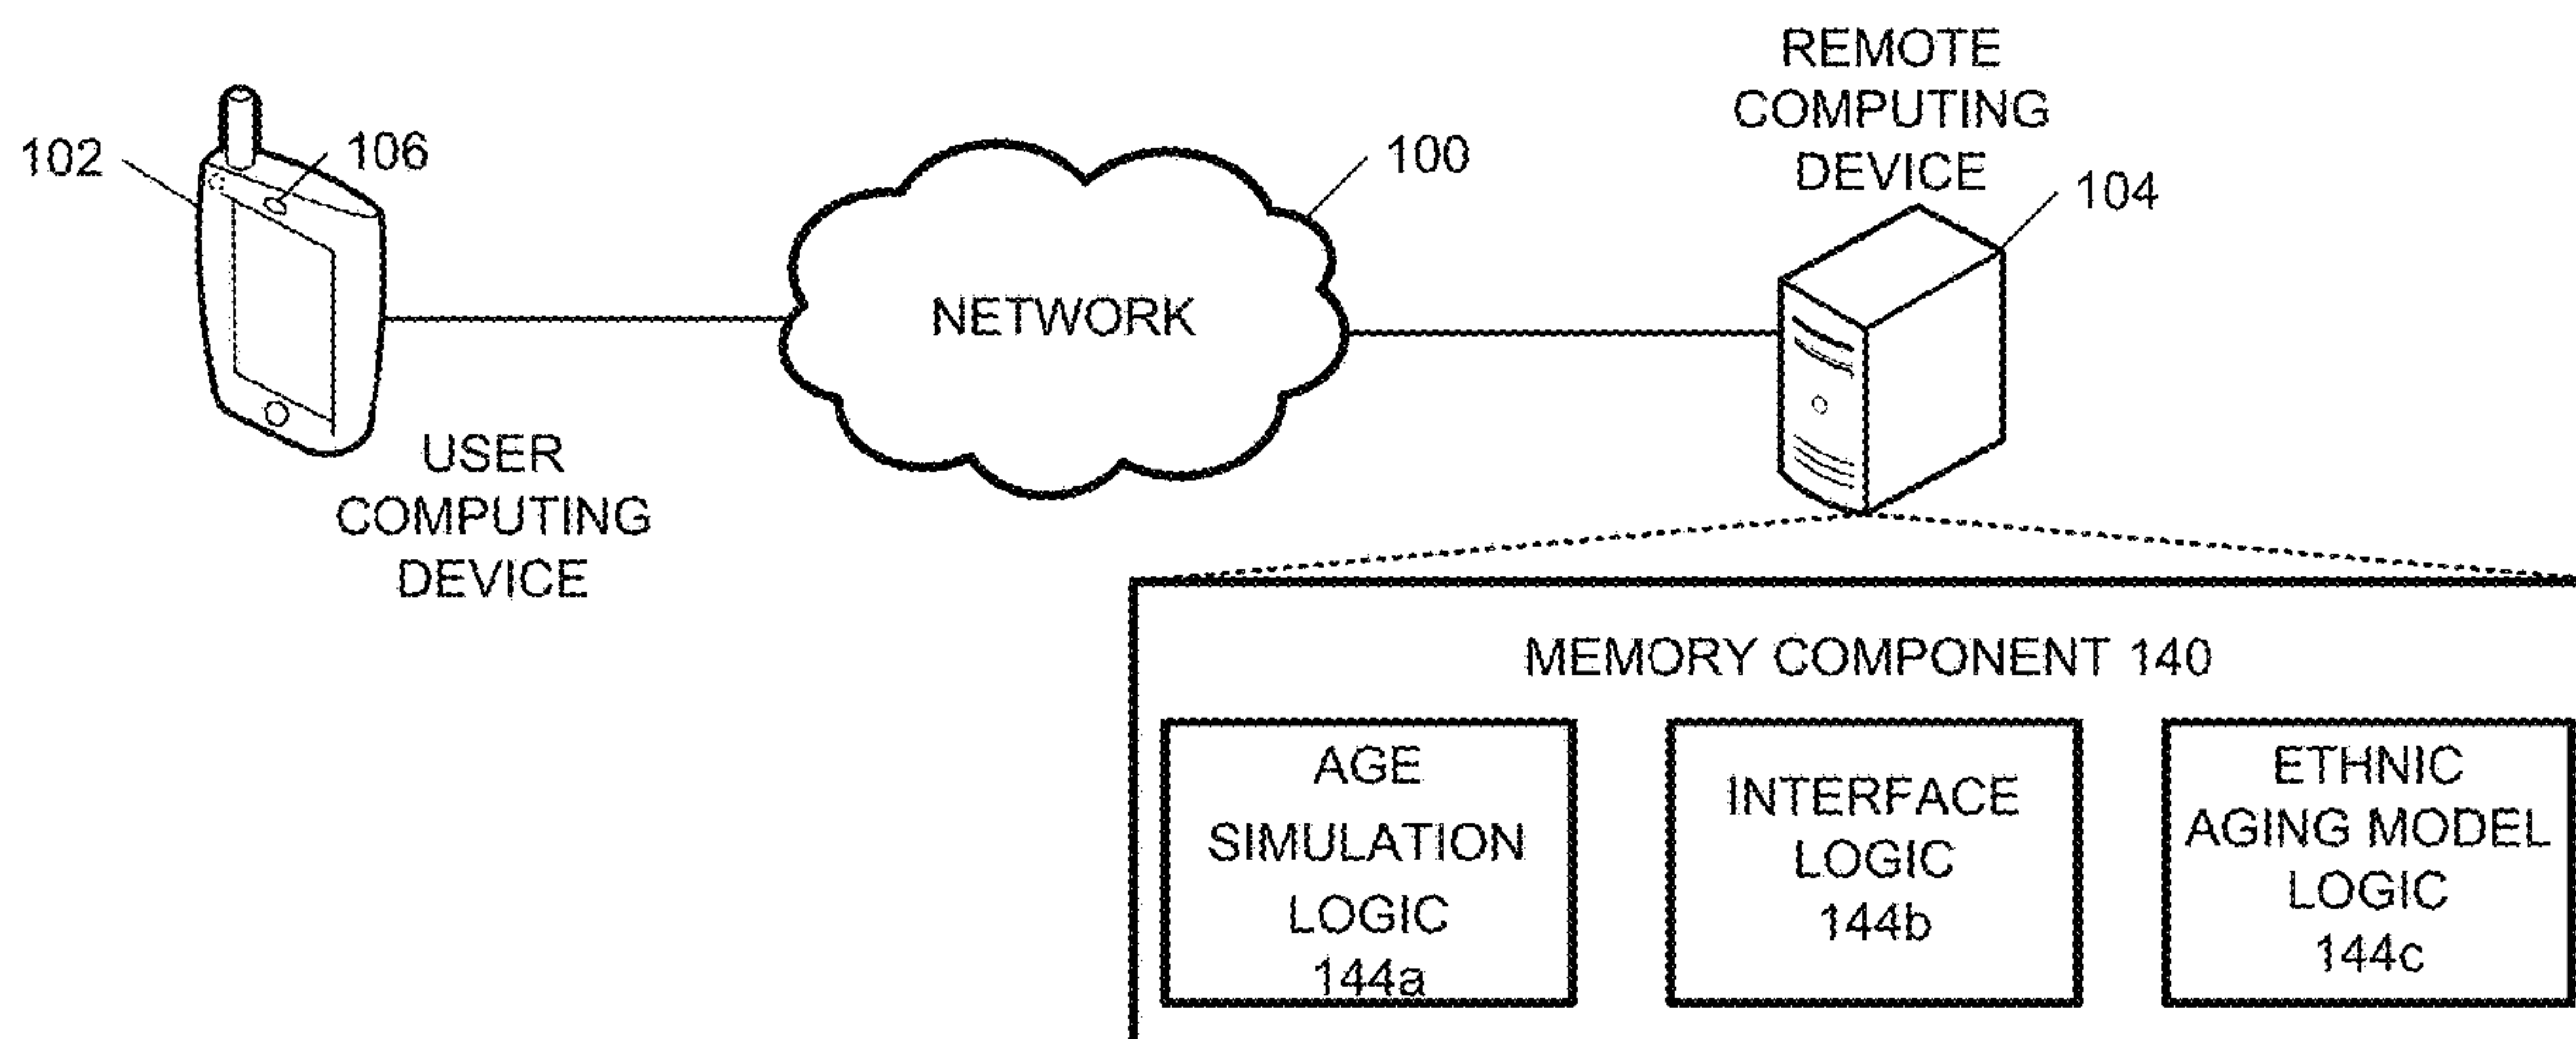 102
106
USER
COMPUTING
DEVICE
100
NETWORK
REMOTE
COMPUTING
DEVICE
104
MEMORY COMPONENT 140
AGE
SIMULATION
LOGIC
144a
INTERFACE
LOGIC
144b
ETHNIC
AGING MODEL
LOGIC
144c